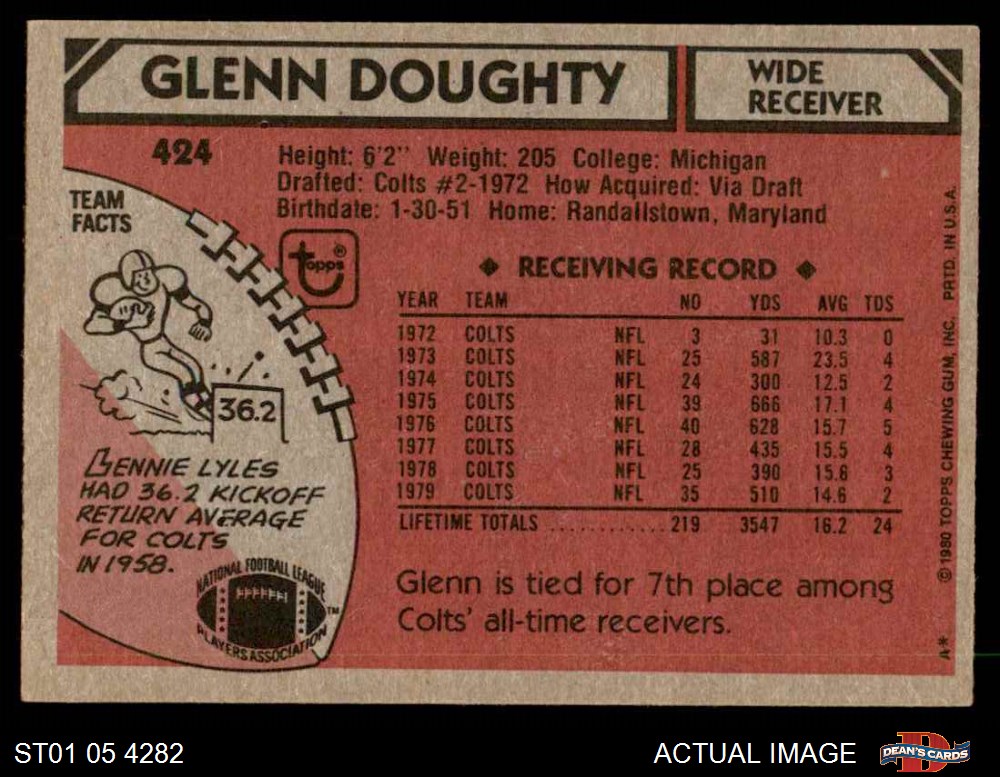 GLENN DOUGHTY
WIDE
RECEIVER
424
Height: 6'2" Weight: 205 College: Michigan
Drafted: Colts #2-1972 How Acquired: Via Draft
Birthdate: 1-30-51 Home: Randallstown, Maryland
TEAM
FACTS
topps®
36.2
LENNIE LYLES
HAD 36.2 KICKOFF
RETURN AVERAGE
FOR COLTS
IN 1958.
NATIONAL FOOTBALL LEAGUE
PLAYERS ASSOCIATION
TM
◆ RECEIVING RECORD ◆
YEAR TEAM NO YDS AVG TDS
1972 COLTS NFL 3 31 10.3 0
1973 COLTS NFL 25 587 23.5 4
1974 COLTS NFL 24 300 12.5 2
1975 COLTS NFL 39 666 17.1 4
1976 COLTS NFL 40 628 15.7 5
1977 COLTS NFL 28 435 15.5 4
1978 COLTS NFL 25 390 15.6 3
1979 COLTS NFL 35 510 14.6 2
LIFETIME TOTALS ............ 219 3547 16.2 24
Glenn is tied for 7th place among
Colts' all-time receivers.
A* © 1980 TOPPS CHEWING GUM, INC. PRTD. IN U.S.A.
ST01 05 4282
ACTUAL IMAGE
D
DEAN'S CARDS